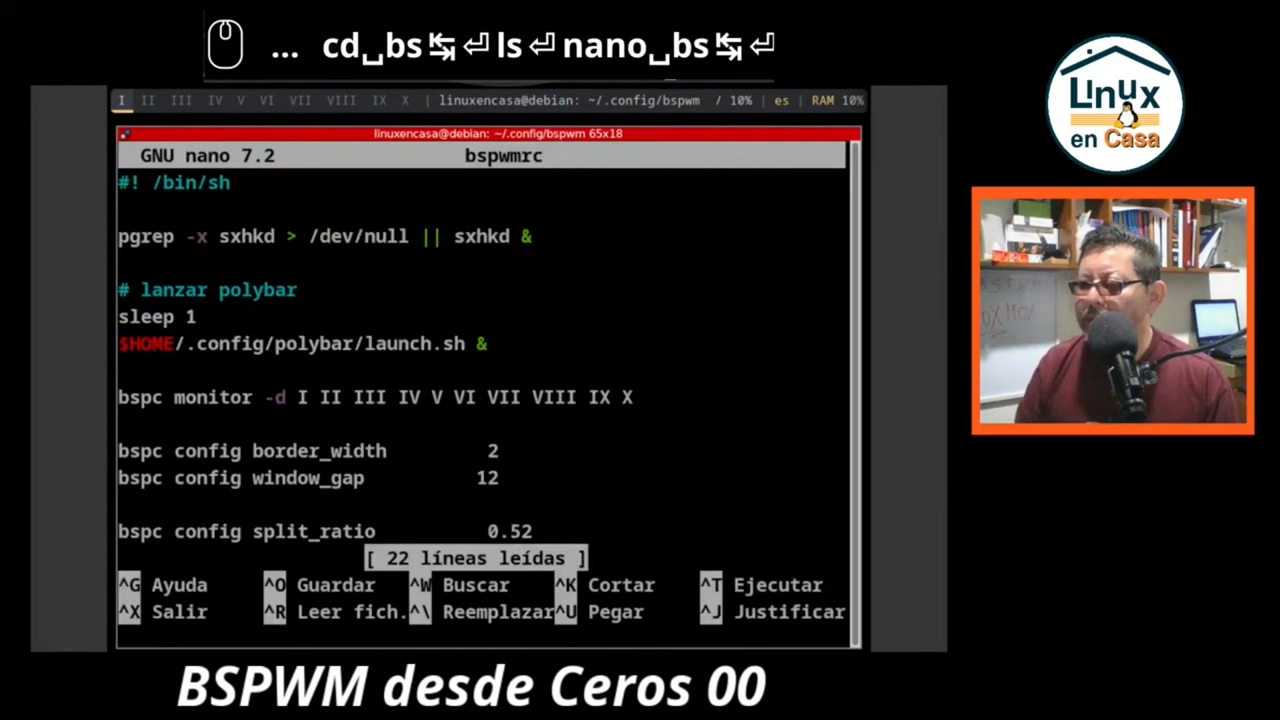 ... cd␣bs↹⏎ls⏎nano␣bs↹⏎
I II III IV V VI VII VIII IX X | linuxencasa@debian: ~/.config/bspwm / 10% | es | RAM 10%
linuxencasa@debian: ~/.config/bspwm 65x18
GNU nano 7.2 bspwmrc
#! /bin/sh
pgrep -x sxhkd > /dev/null || sxhkd &
# lanzar polybar
sleep 1
$HOME/.config/polybar/launch.sh &
bspc monitor -d I II III IV V VI VII VIII IX X
bspc config border_width 2
bspc config window_gap 12
bspc config split_ratio 0.52
[ 22 líneas leídas ]
^G Ayuda ^O Guardar ^W Buscar ^K Cortar ^T Ejecutar
^X Salir ^R Leer fich. ^\ Reemplazar ^U Pegar ^J Justificar
BSPWM desde Ceros 00
Linux
en Casa